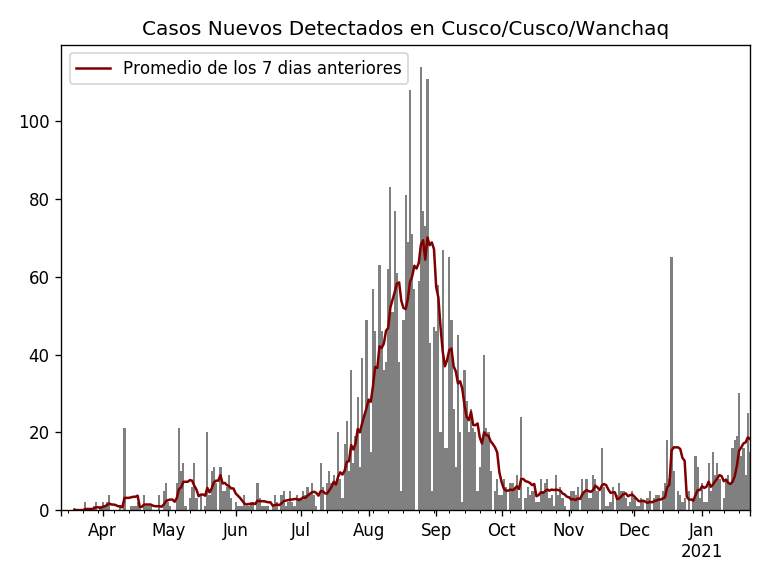 Casos Nuevos Detectados en Cusco/Cusco/Wanchaq
Promedio de los 7 dias anteriores
100
80
60
40
20
0
Apr May Jun Jul Aug Sep Oct Nov Dec Jan
2021